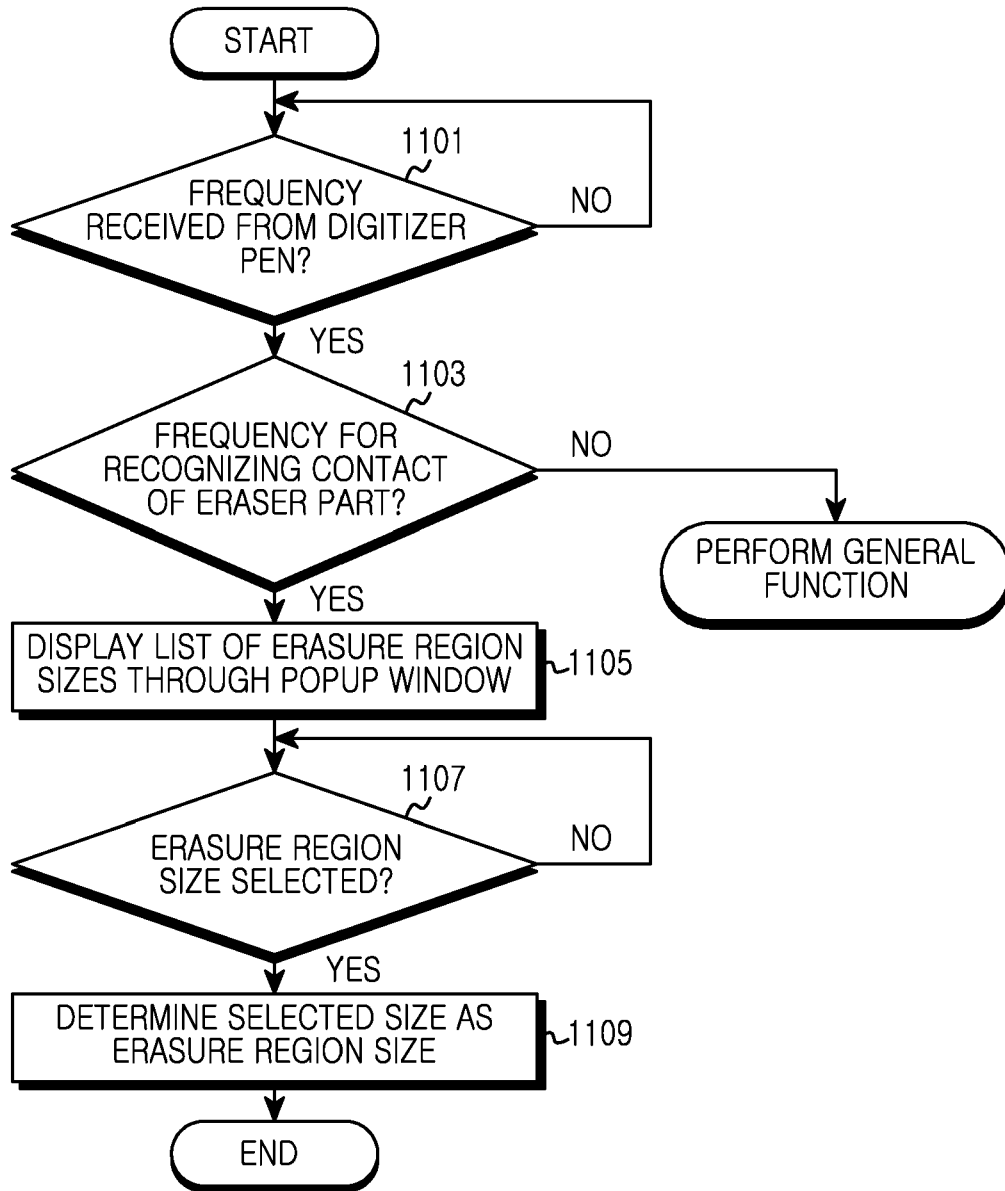 START
1101
FREQUENCY
RECEIVED FROM DIGITIZER
PEN?
NO
YES
1103
FREQUENCY FOR
RECOGNIZING CONTACT
OF ERASER PART?
NO
PERFORM GENERAL
FUNCTION
YES
DISPLAY LIST OF ERASURE REGION
SIZES THROUGH POPUP WINDOW
1105
1107
ERASURE REGION
SIZE SELECTED?
NO
YES
DETERMINE SELECTED SIZE AS
ERASURE REGION SIZE
1109
END